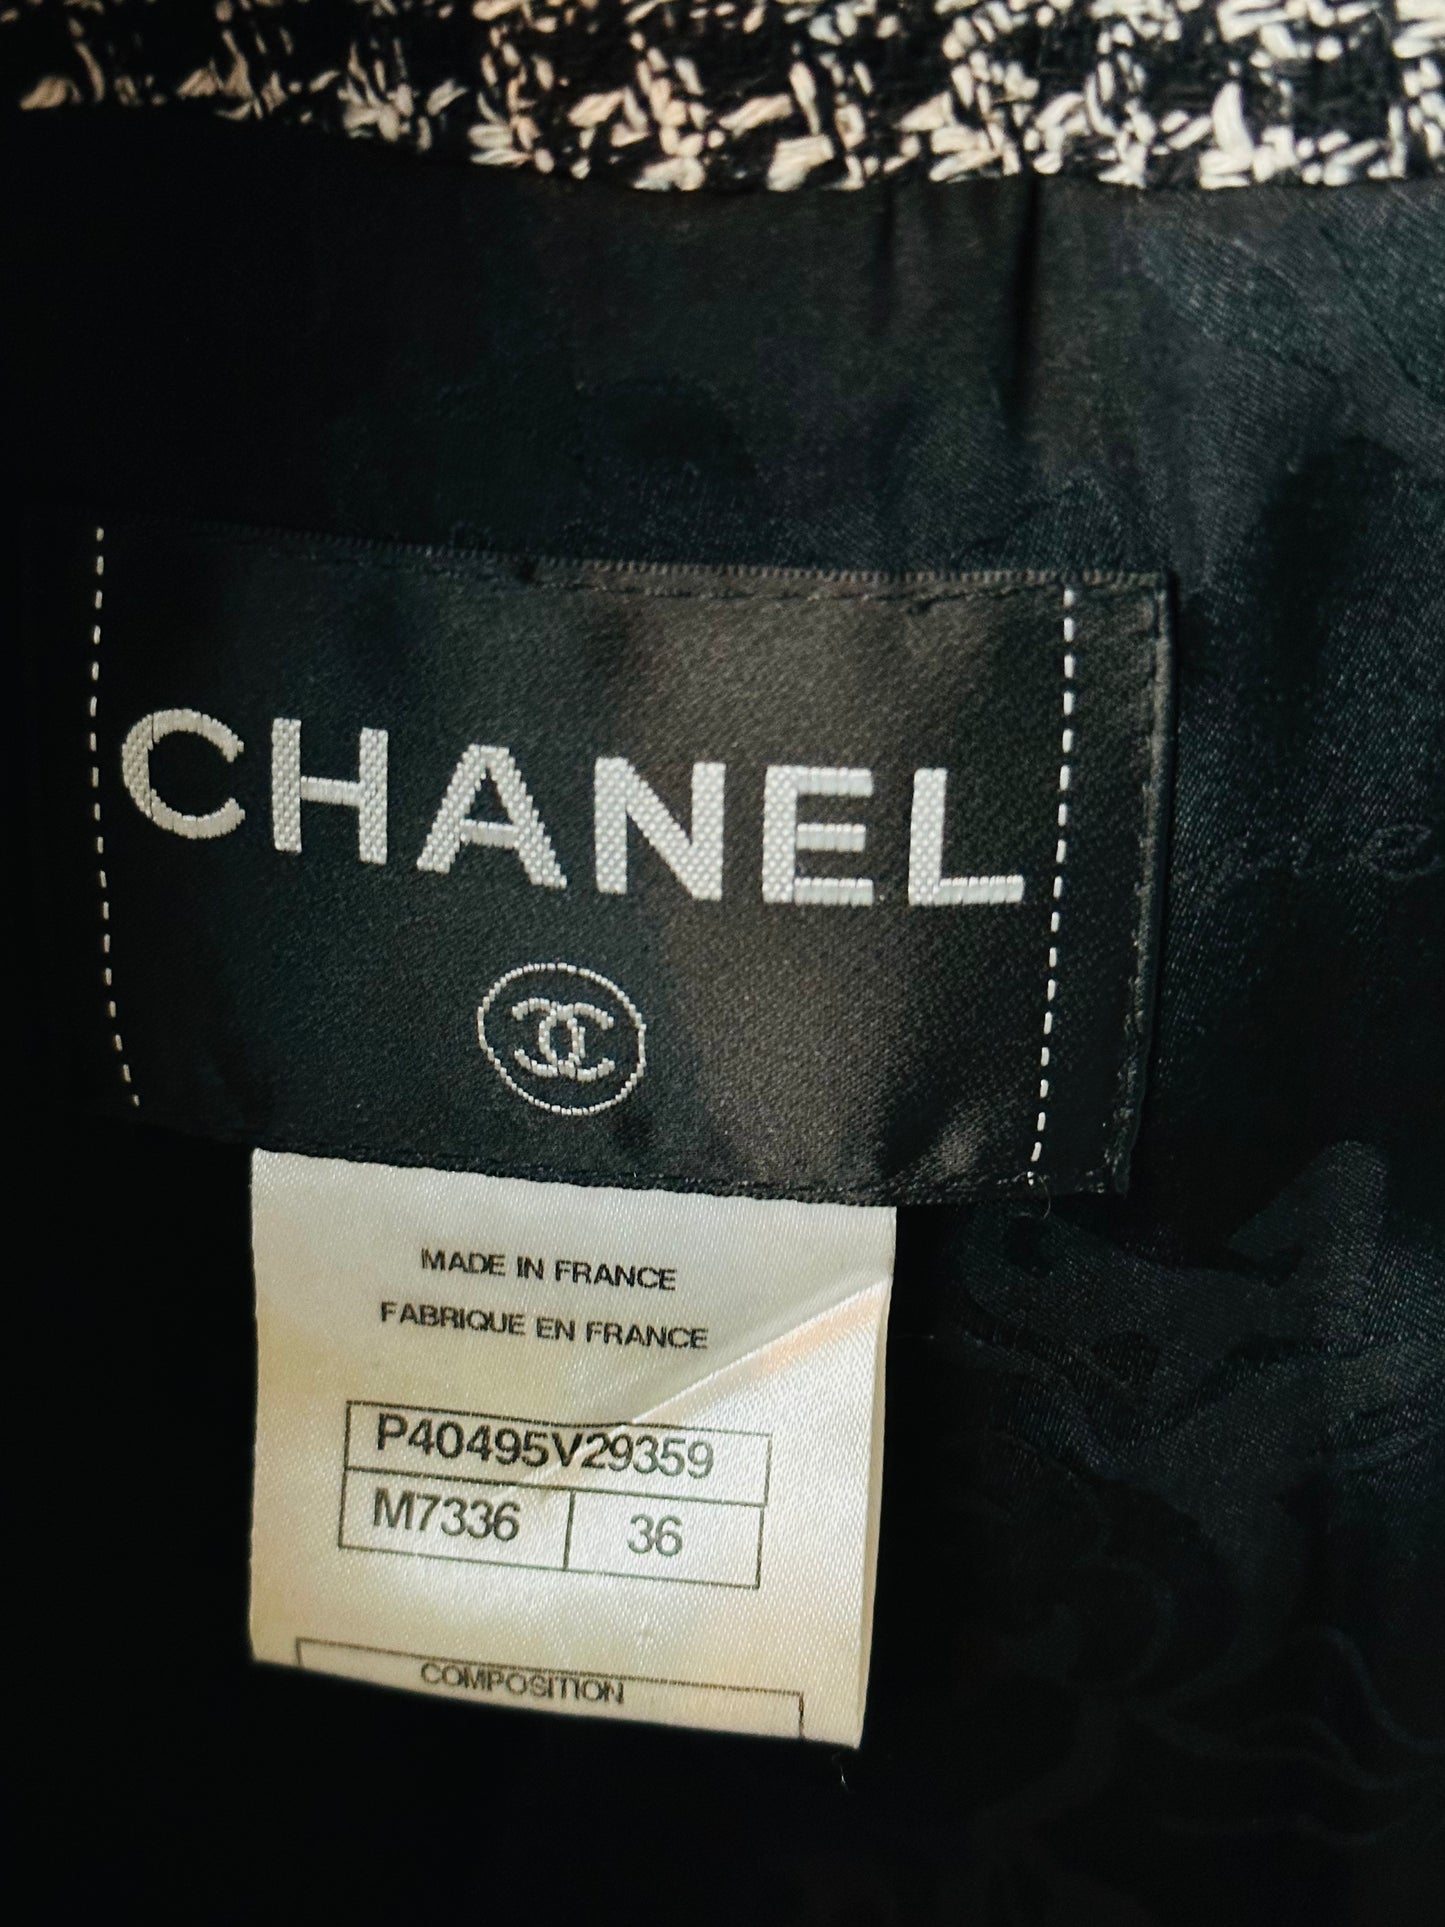 CHANEL
MADE IN FRANCE
FABRIQUE EN FRANCE
P40495V29359
M7336 36
COMPOSITION